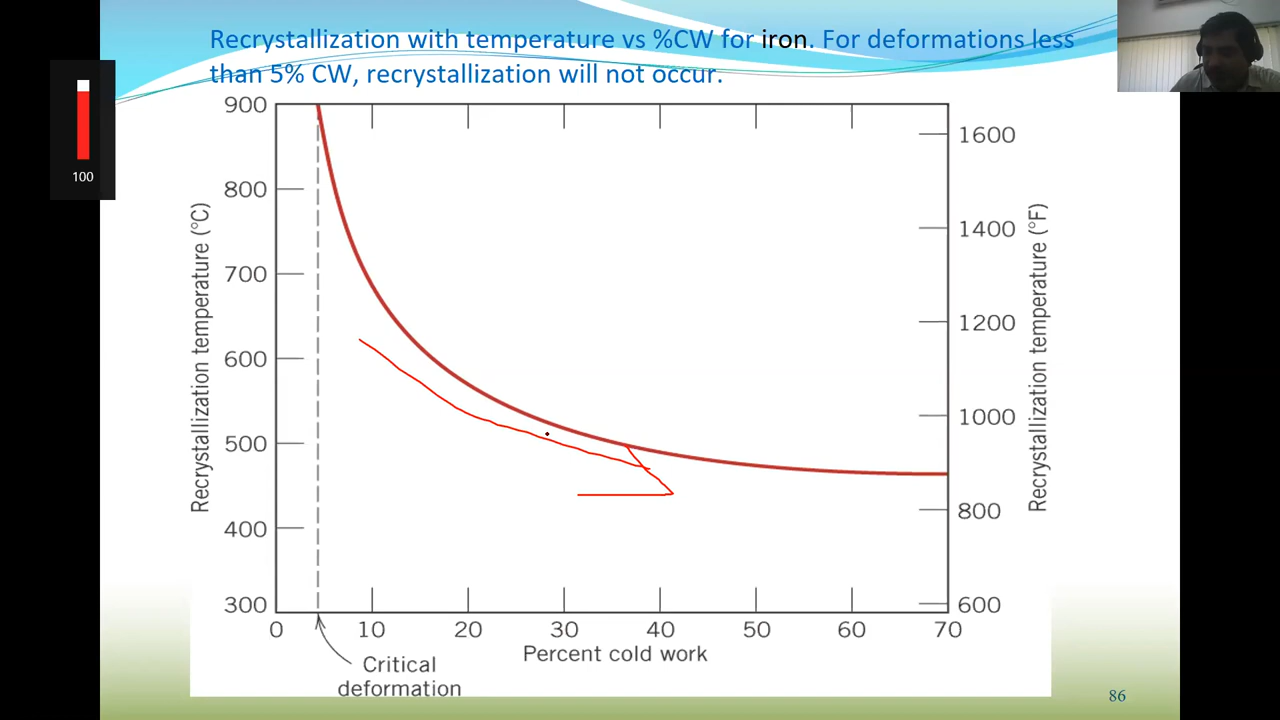 Recrystallization with temperature vs %CW for iron. For deformations less
than 5% CW, recrystallization will not occur.
100
900
800
700
600
500
400
300
Recrystallization temperature (°C)
1600
1400
1200
1000
800
600
Recrystallization temperature (°F)
0 10 20 30 40 50 60 70
Percent cold work
Critical
deformation
86